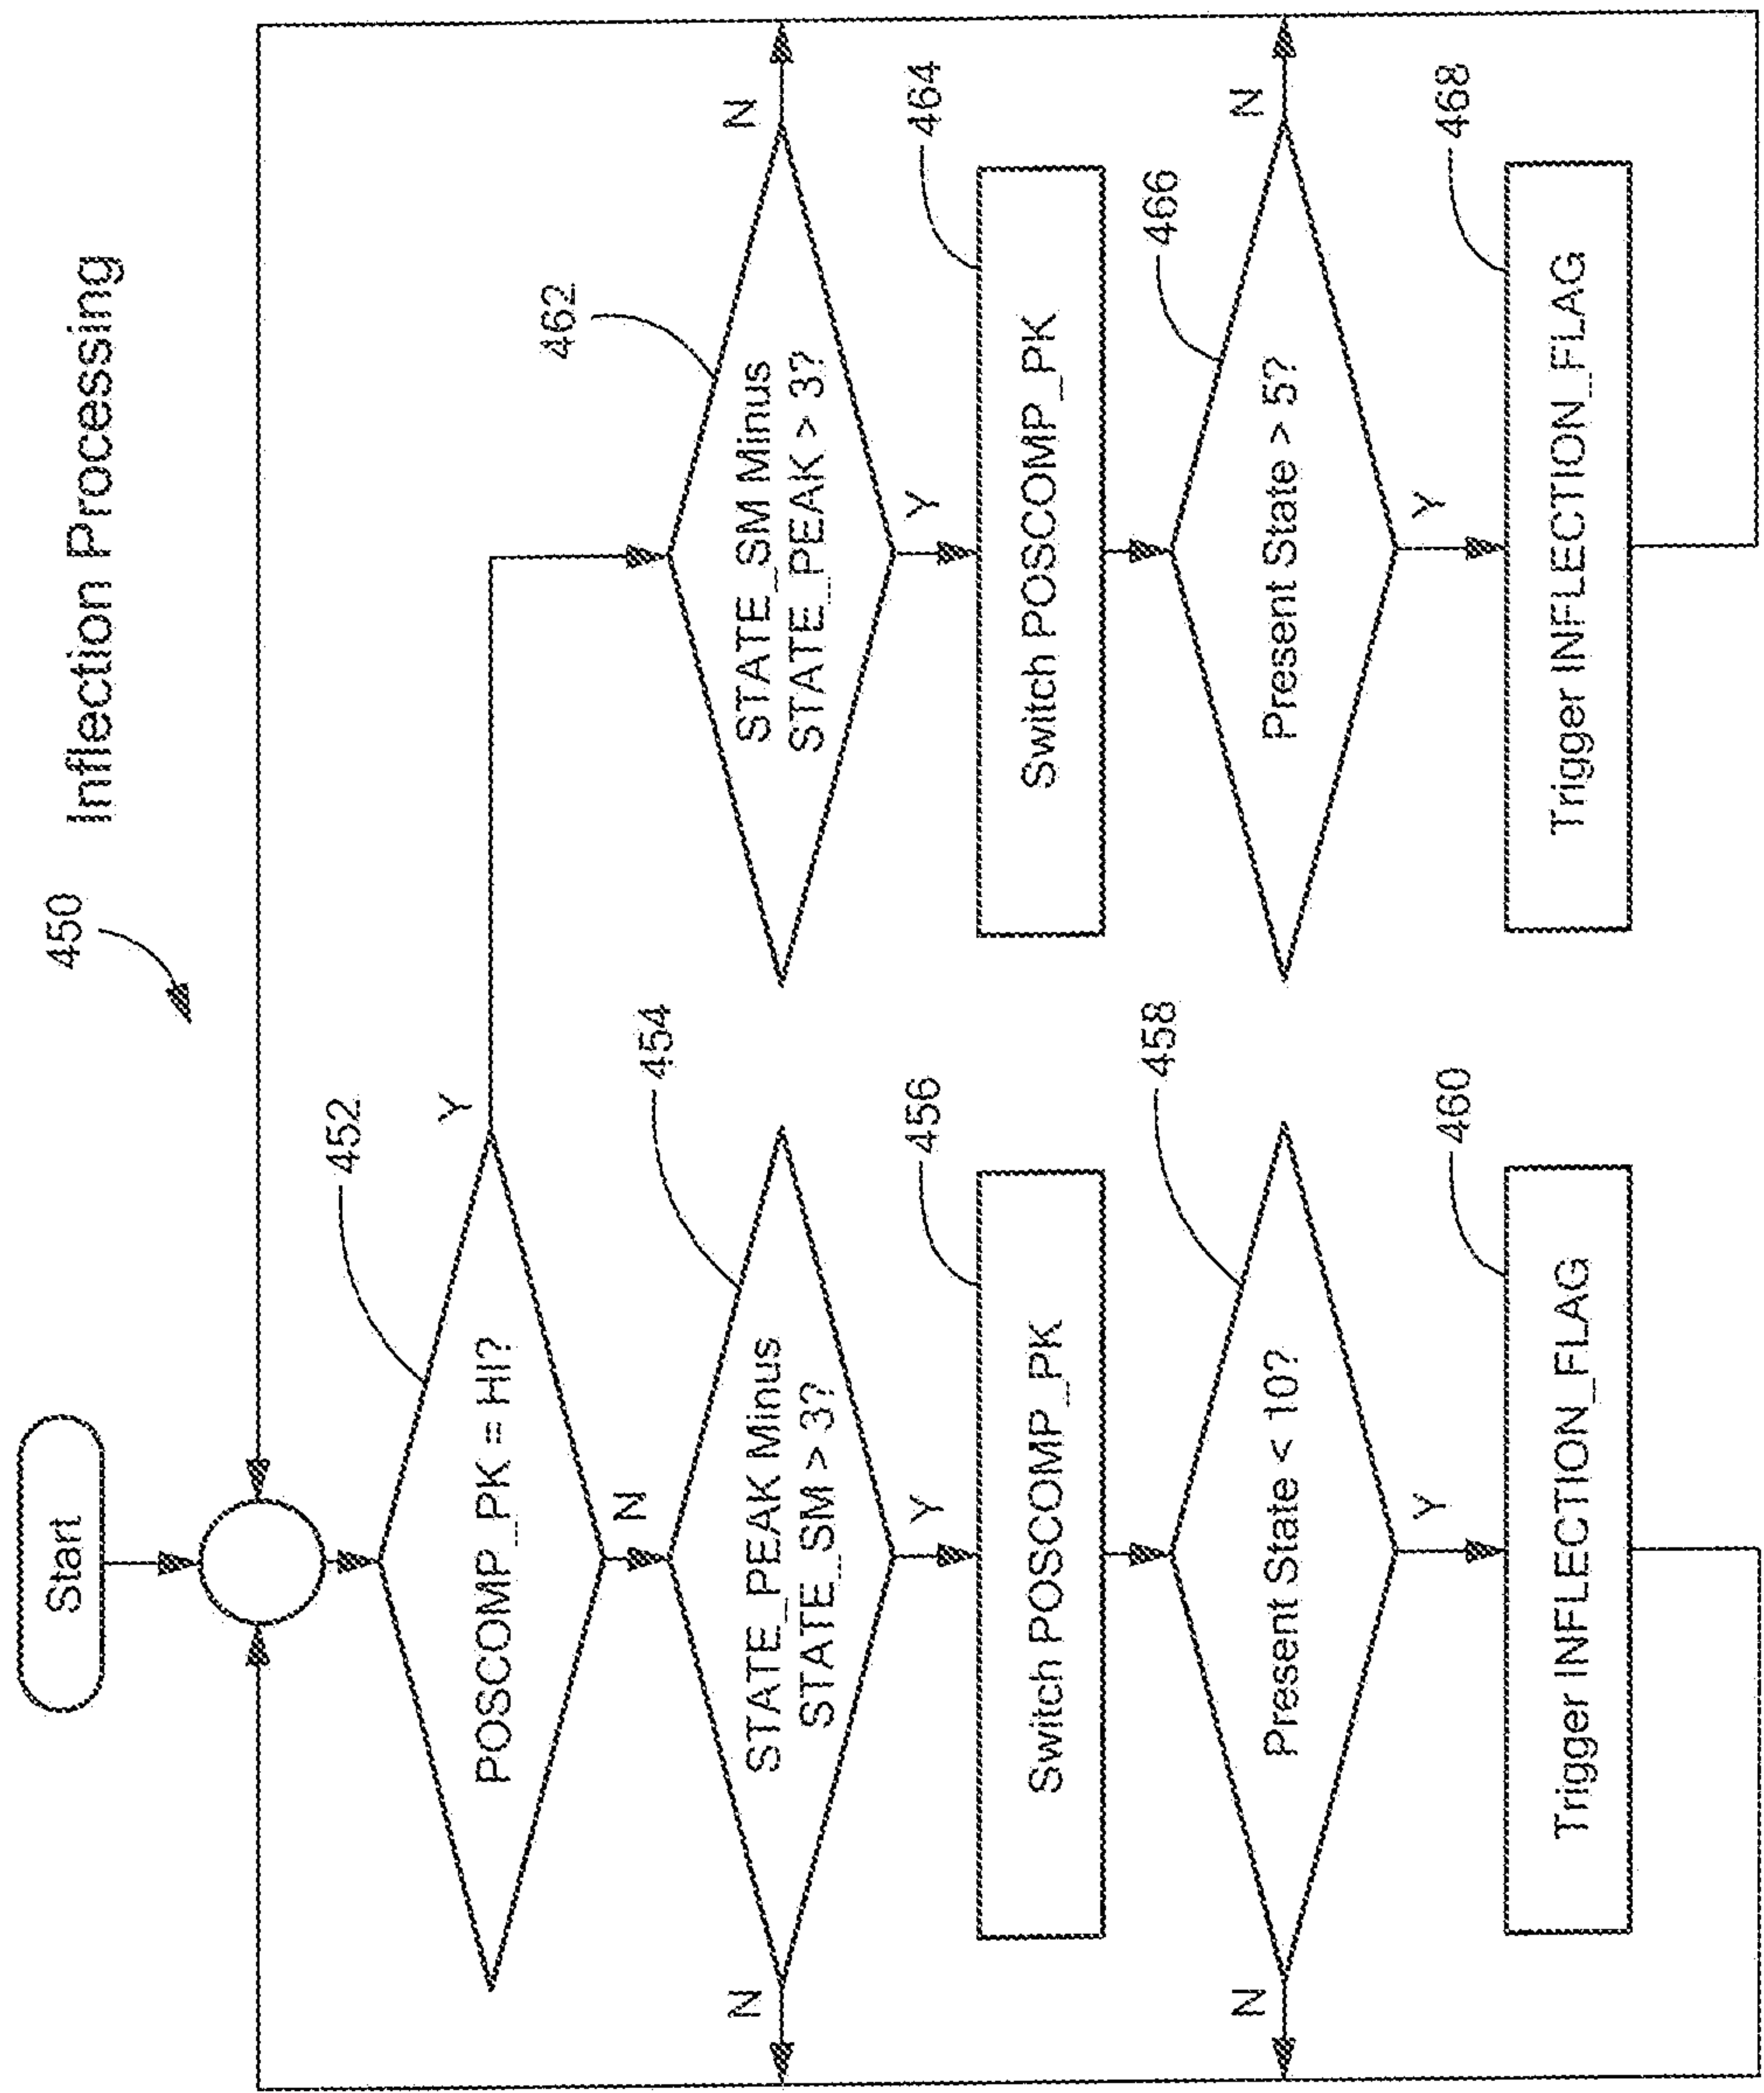 Inflection Processing
450
Start
452
POSCOMP_PK = HI?
Y
N
454
STATE_PEAK Minus
STATE_SM > 3?
N
Y
462
STATE_SM Minus
STATE_PEAK > 3?
N
Y
456
Switch POSCOMP_PK
464
Switch POSCOMP_PK
458
Present State < 10?
N
Y
466
Present State > 5?
N
Y
460
Trigger INFLECTION_FLAG
468
Trigger INFLECTION_FLAG